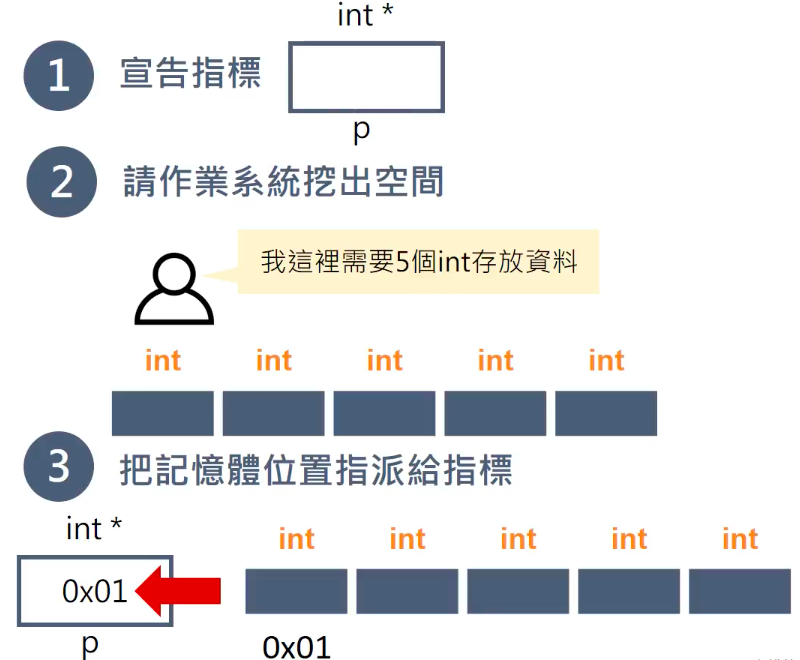 int *
1 宣告指標
p
2 請作業系統挖出空間
我這裡需要5個int存放資料
int int int int int
3 把記憶體位置指派給指標
int *
int int int int int
0x01
p
0x01